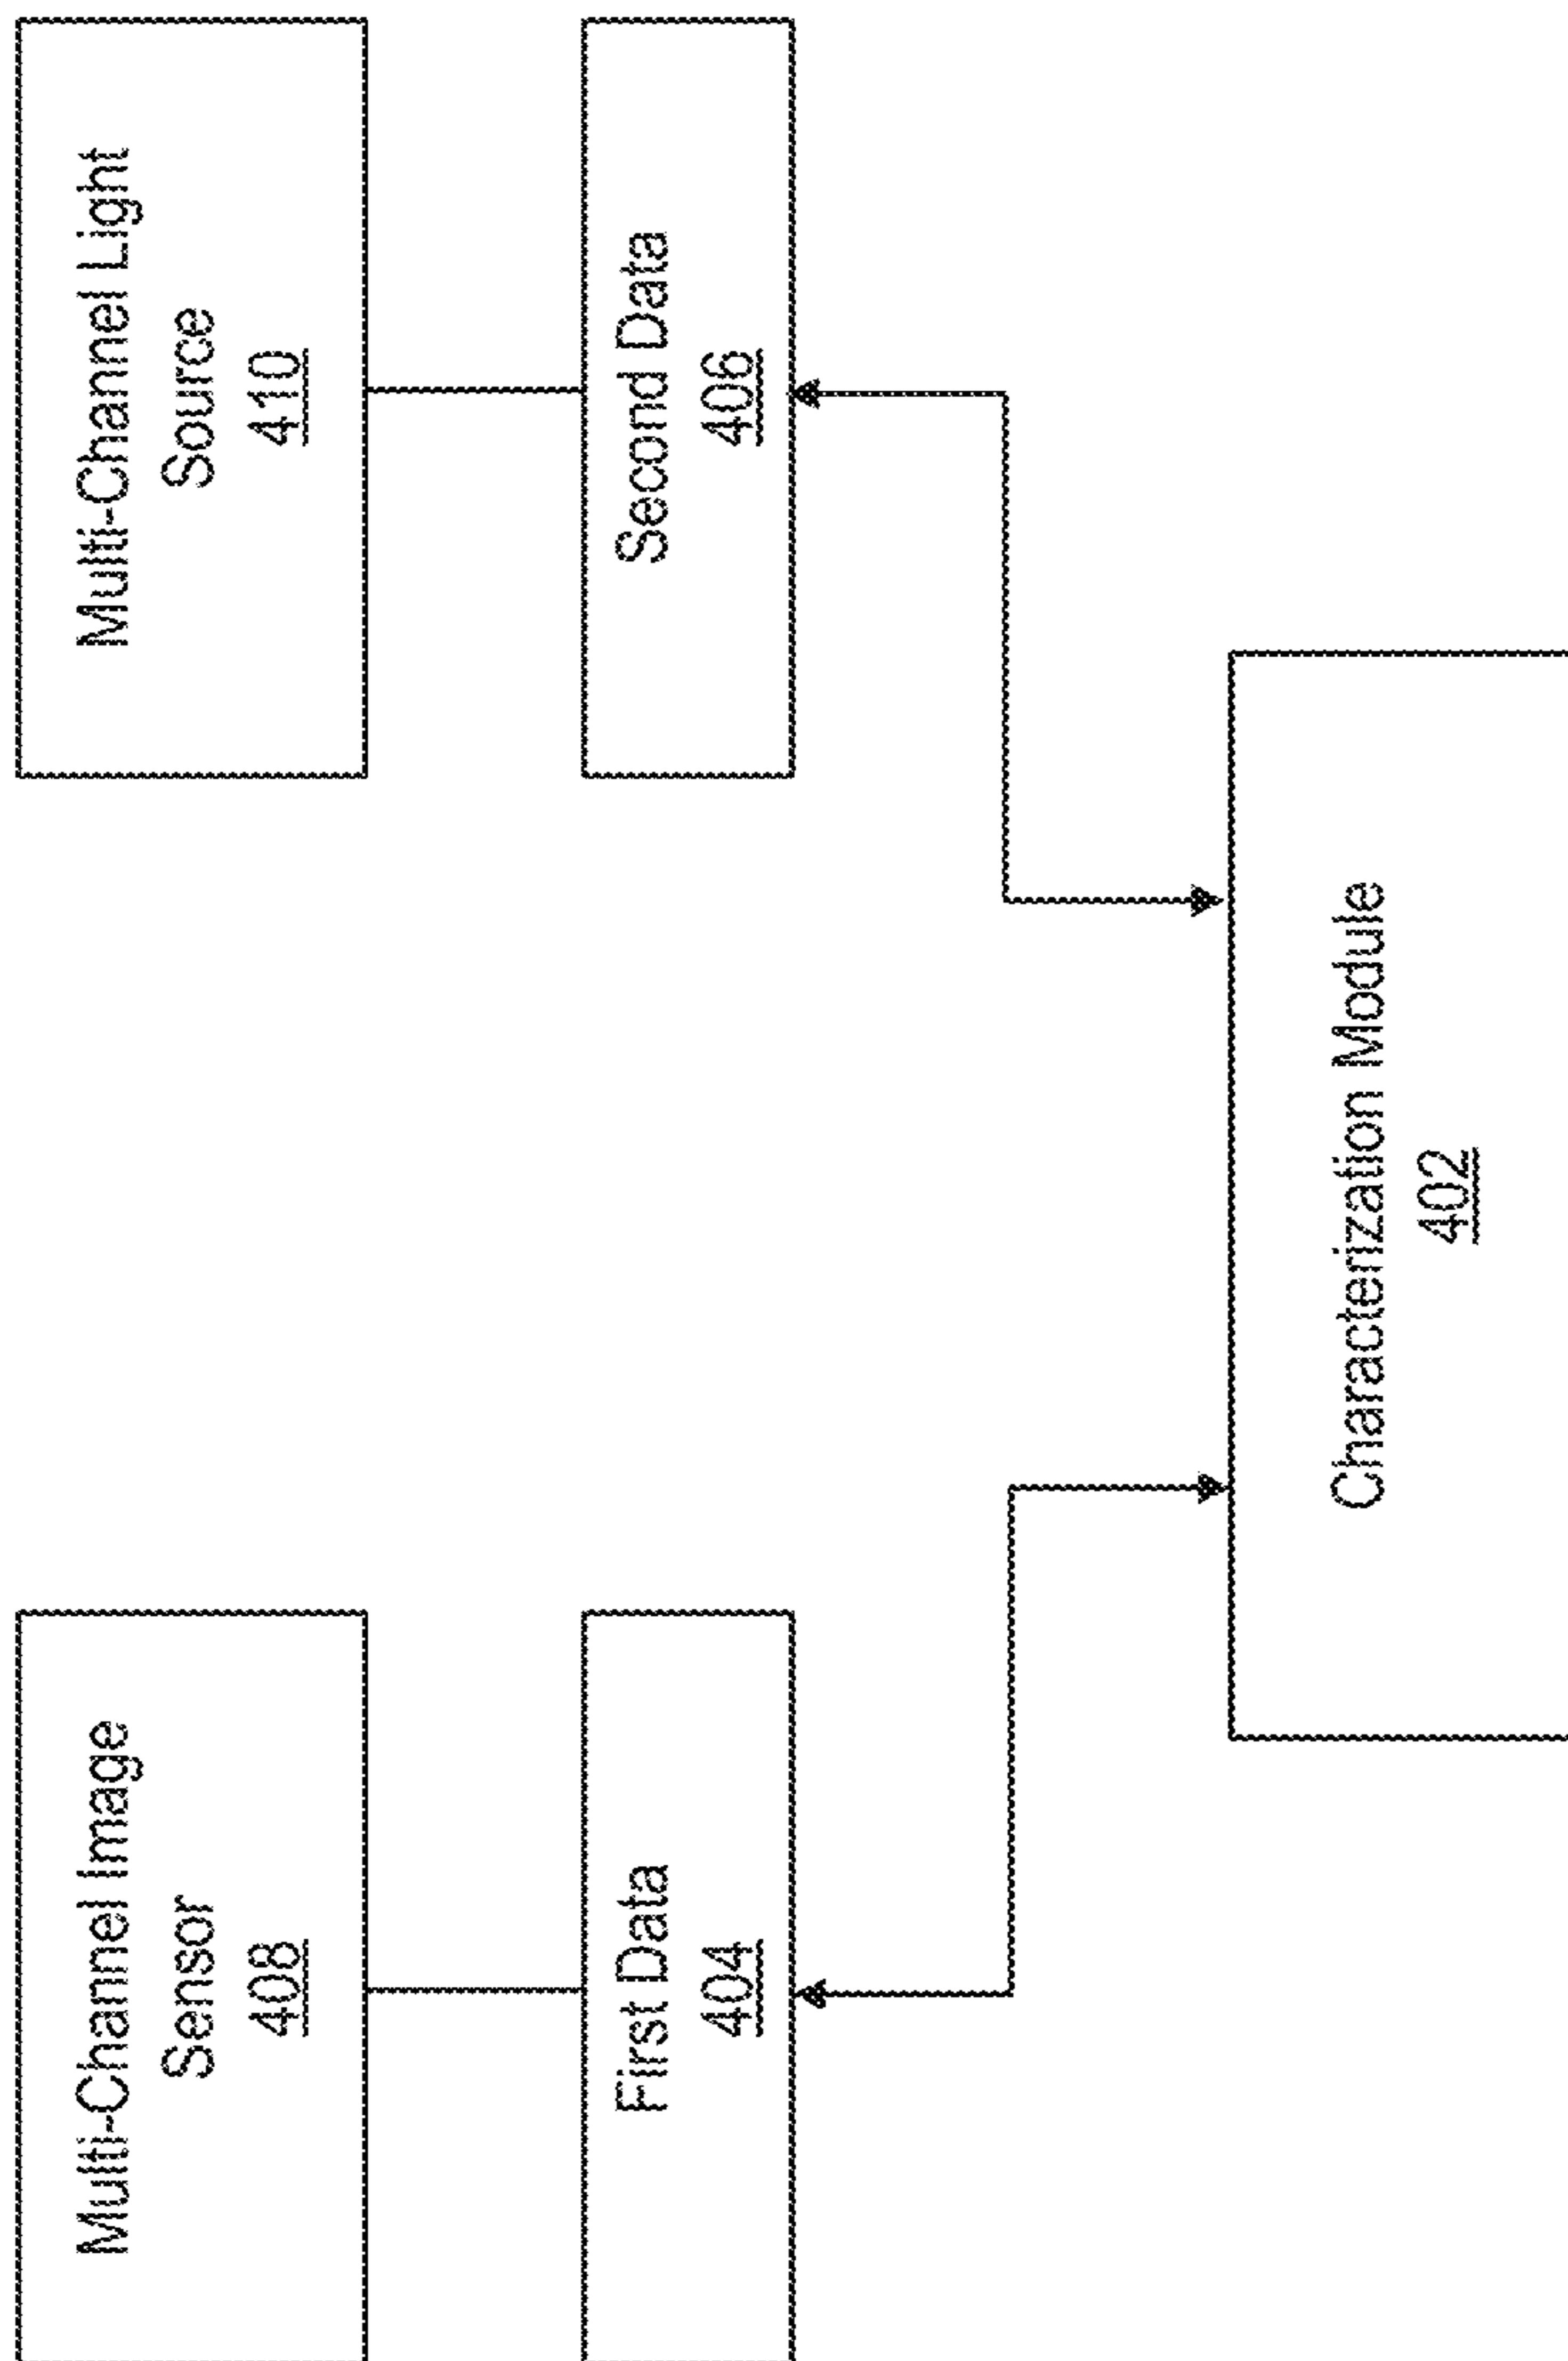 Multi-Channel Image
Sensor
408
Multi-Channel Light
Source
410
First Data
404
Second Data
406
Characterization Module
402